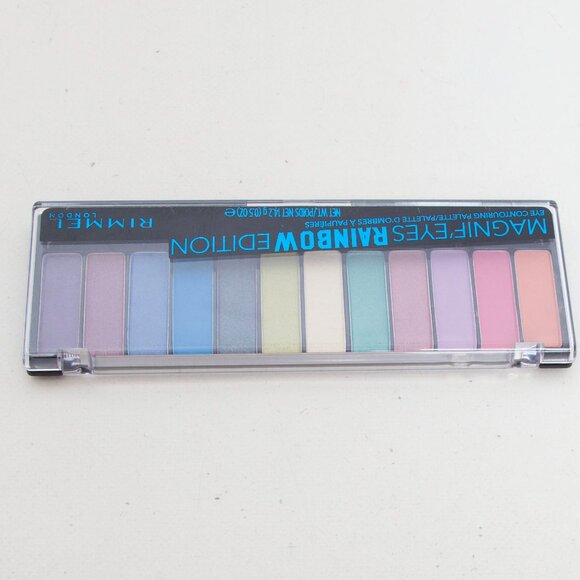 RIMMEL
LONDON
MAGNIF'EYES RAINBOW EDITION
EYE CONTOURING PALETTE/PALETTE D'OMBRES À PAUPIÈRES
NET WT./POIDS NET 14.2 g (0.5 OZ) ℮